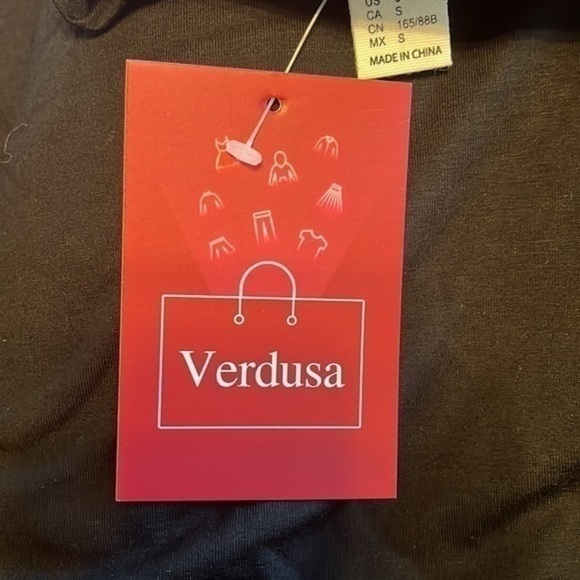 US
CA S
CN 165/88B
MX S
MADE IN CHINA
Verdusa